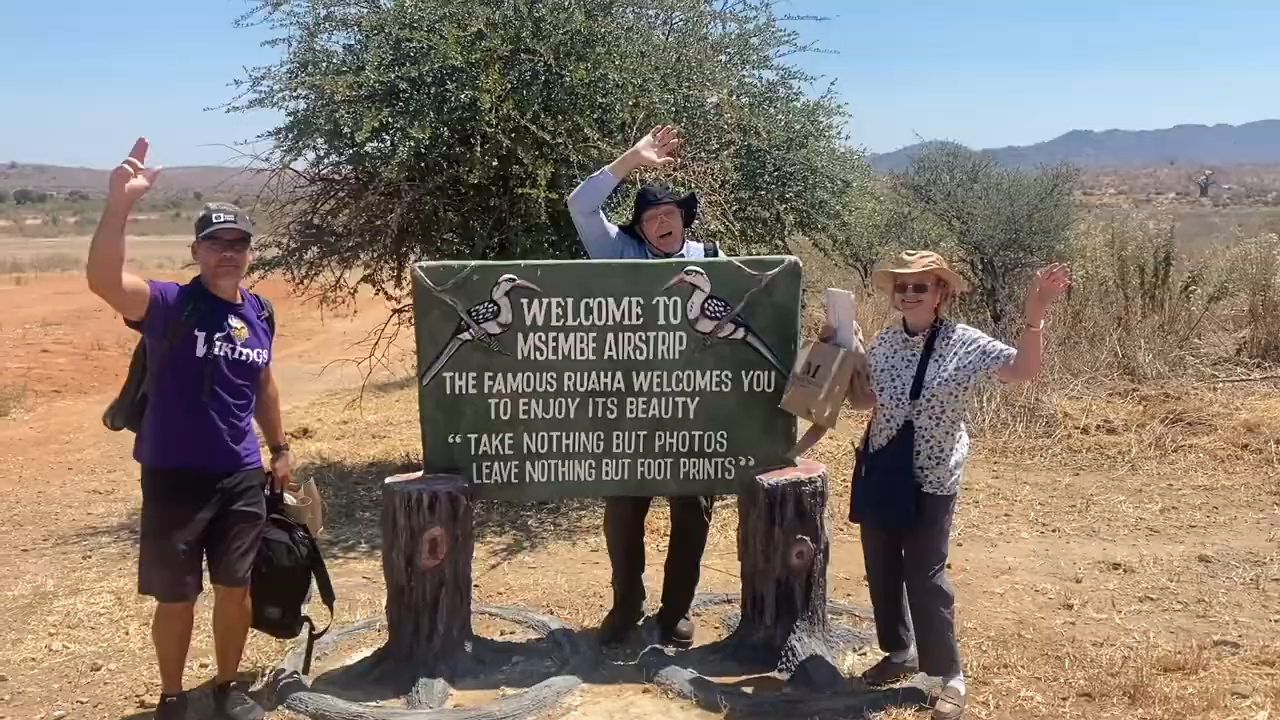 WELCOME TO
MSEMBE AIRSTRIP
THE FAMOUS RUAHA WELCOMES YOU
TO ENJOY ITS BEAUTY
“TAKE NOTHING BUT PHOTOS
LEAVE NOTHING BUT FOOT PRINTS”
VIKINGS